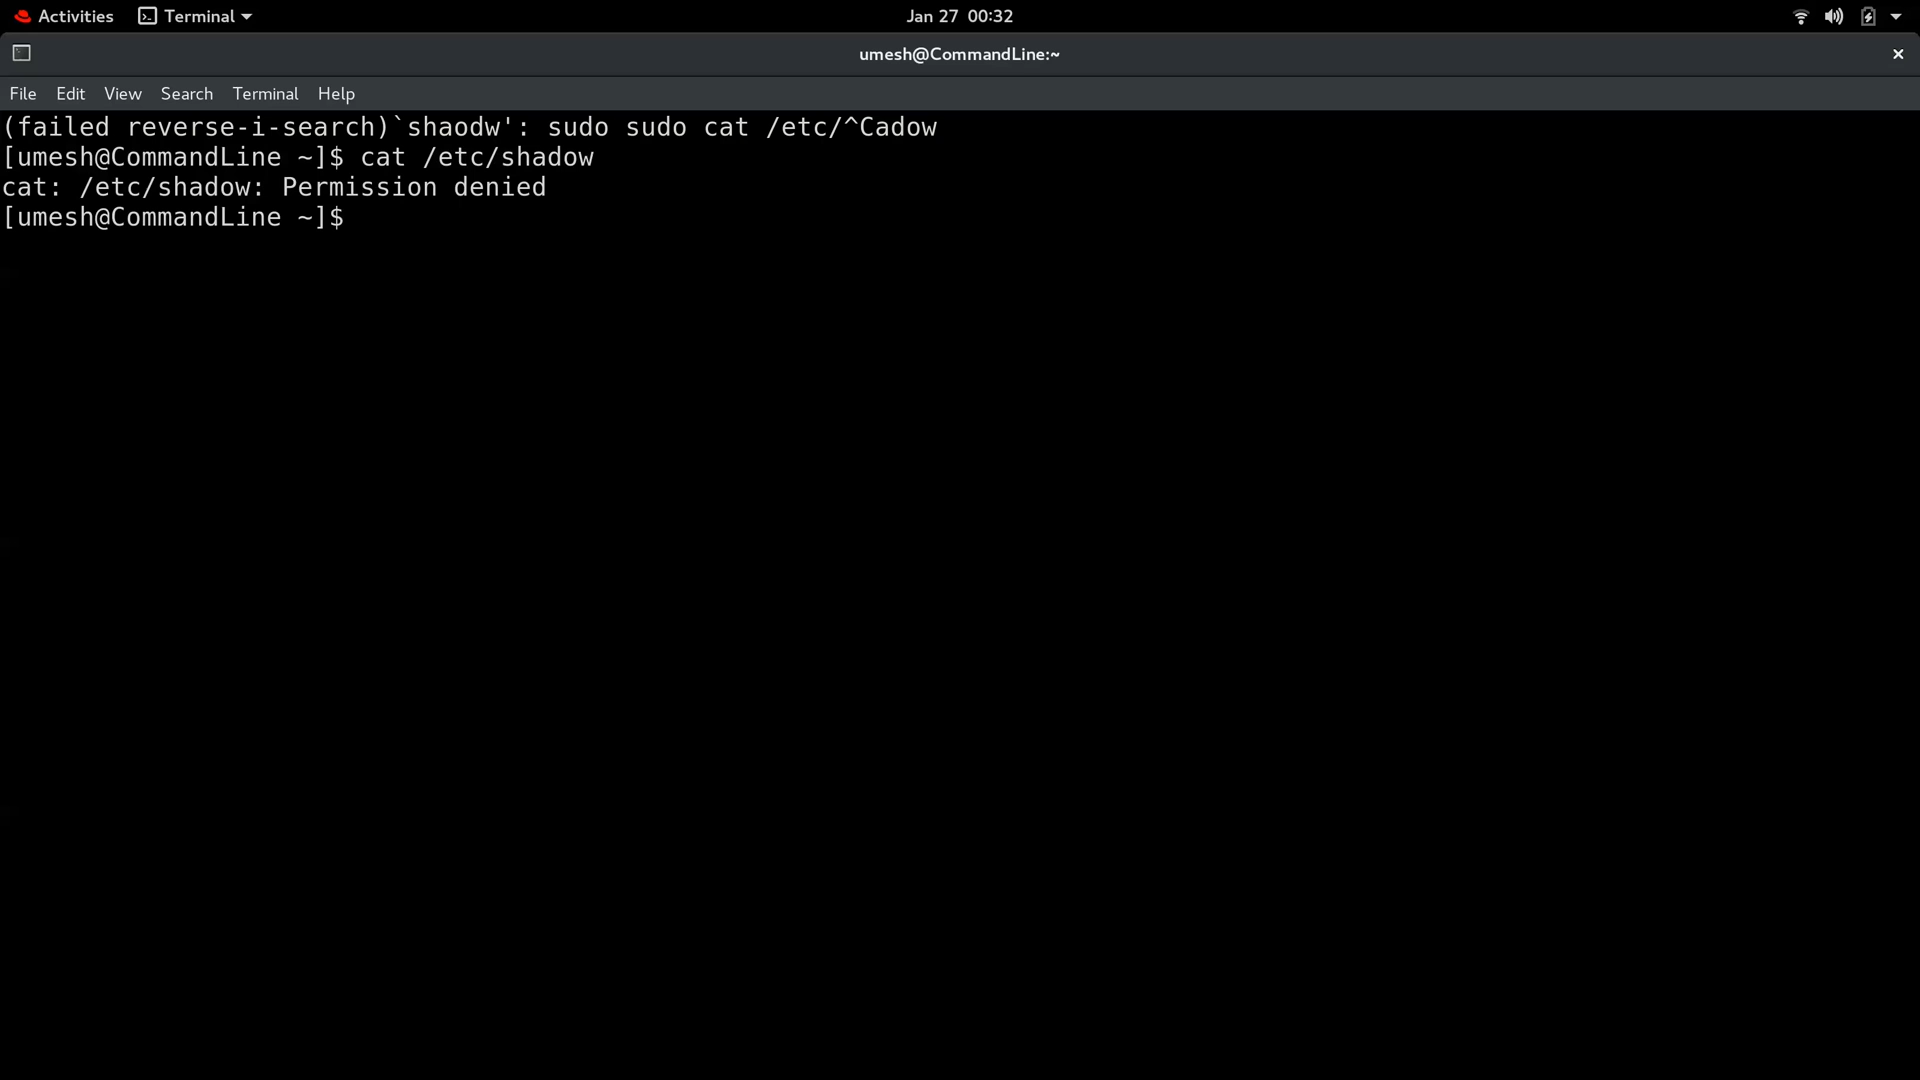 Activities Terminal Jan 27 00:32
umesh@CommandLine:~
File Edit View Search Terminal Help
(failed reverse-i-search)`shaodw': sudo sudo cat /etc/^Cadow
[umesh@CommandLine ~]$ cat /etc/shadow
cat: /etc/shadow: Permission denied
[umesh@CommandLine ~]$